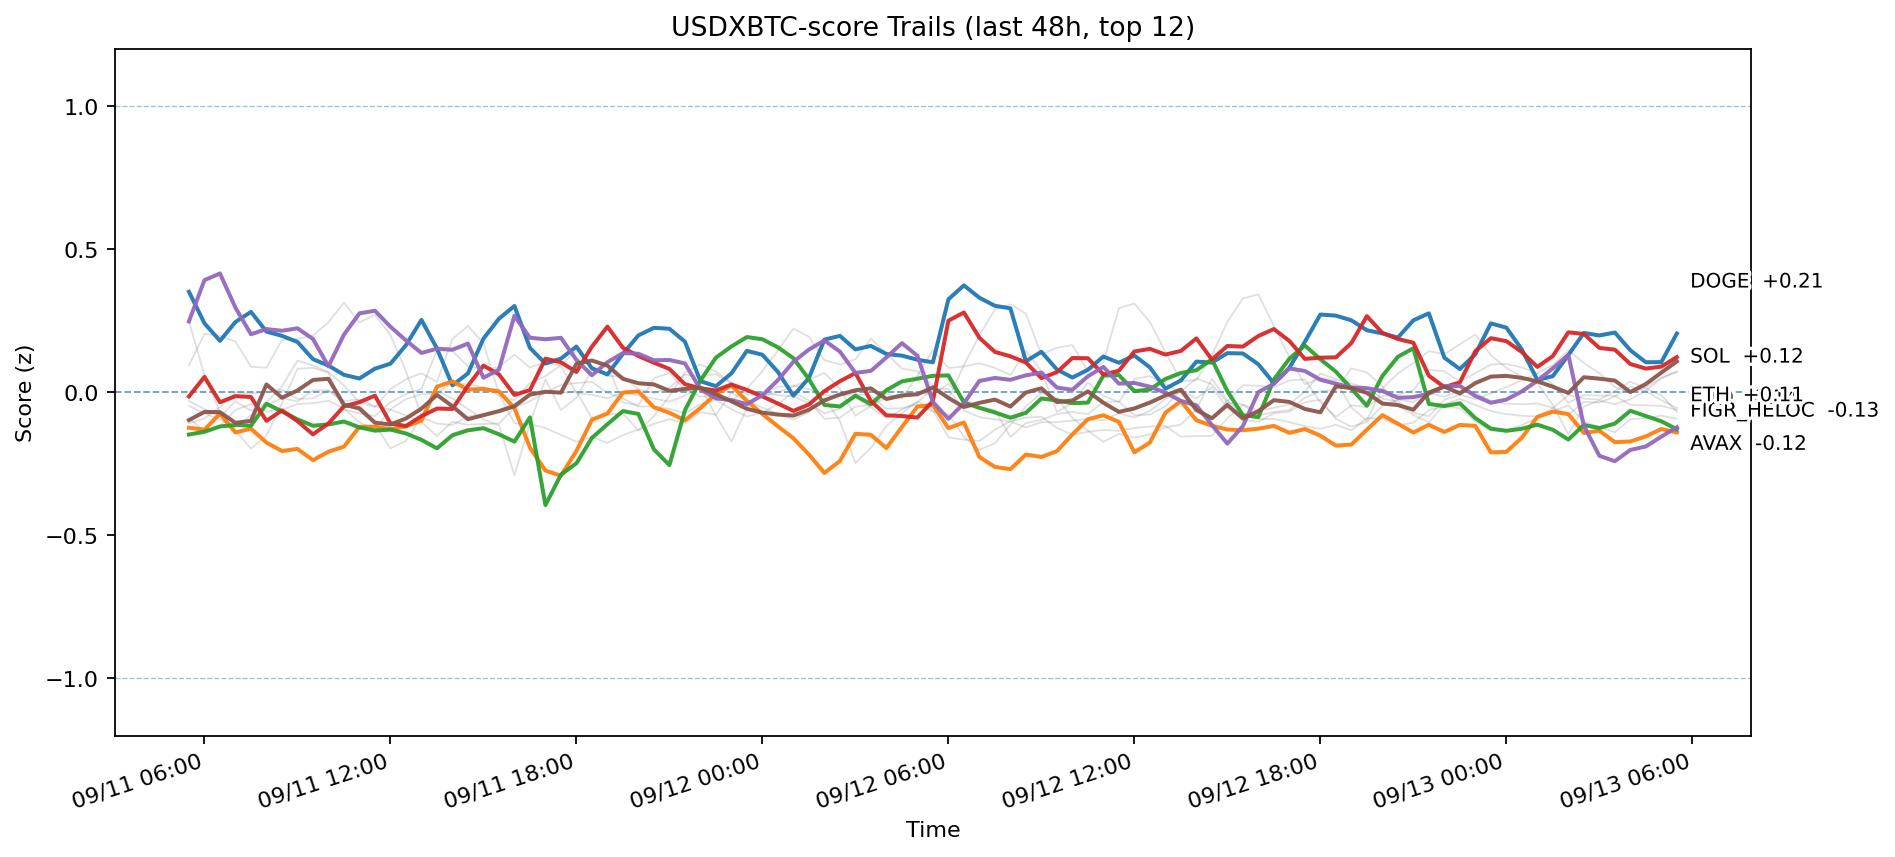 USDXBTC-score Trails (last 48h, top 12)
Score (z)
1.0
0.5
0.0
−0.5
−1.0
DOGE +0.21
SOL +0.12
ETH +0.11
FIGR_HELOC -0.13
AVAX -0.12
09/11 06:00
09/11 12:00
09/11 18:00
09/12 00:00
09/12 06:00
09/12 12:00
09/12 18:00
09/13 00:00
09/13 06:00
Time